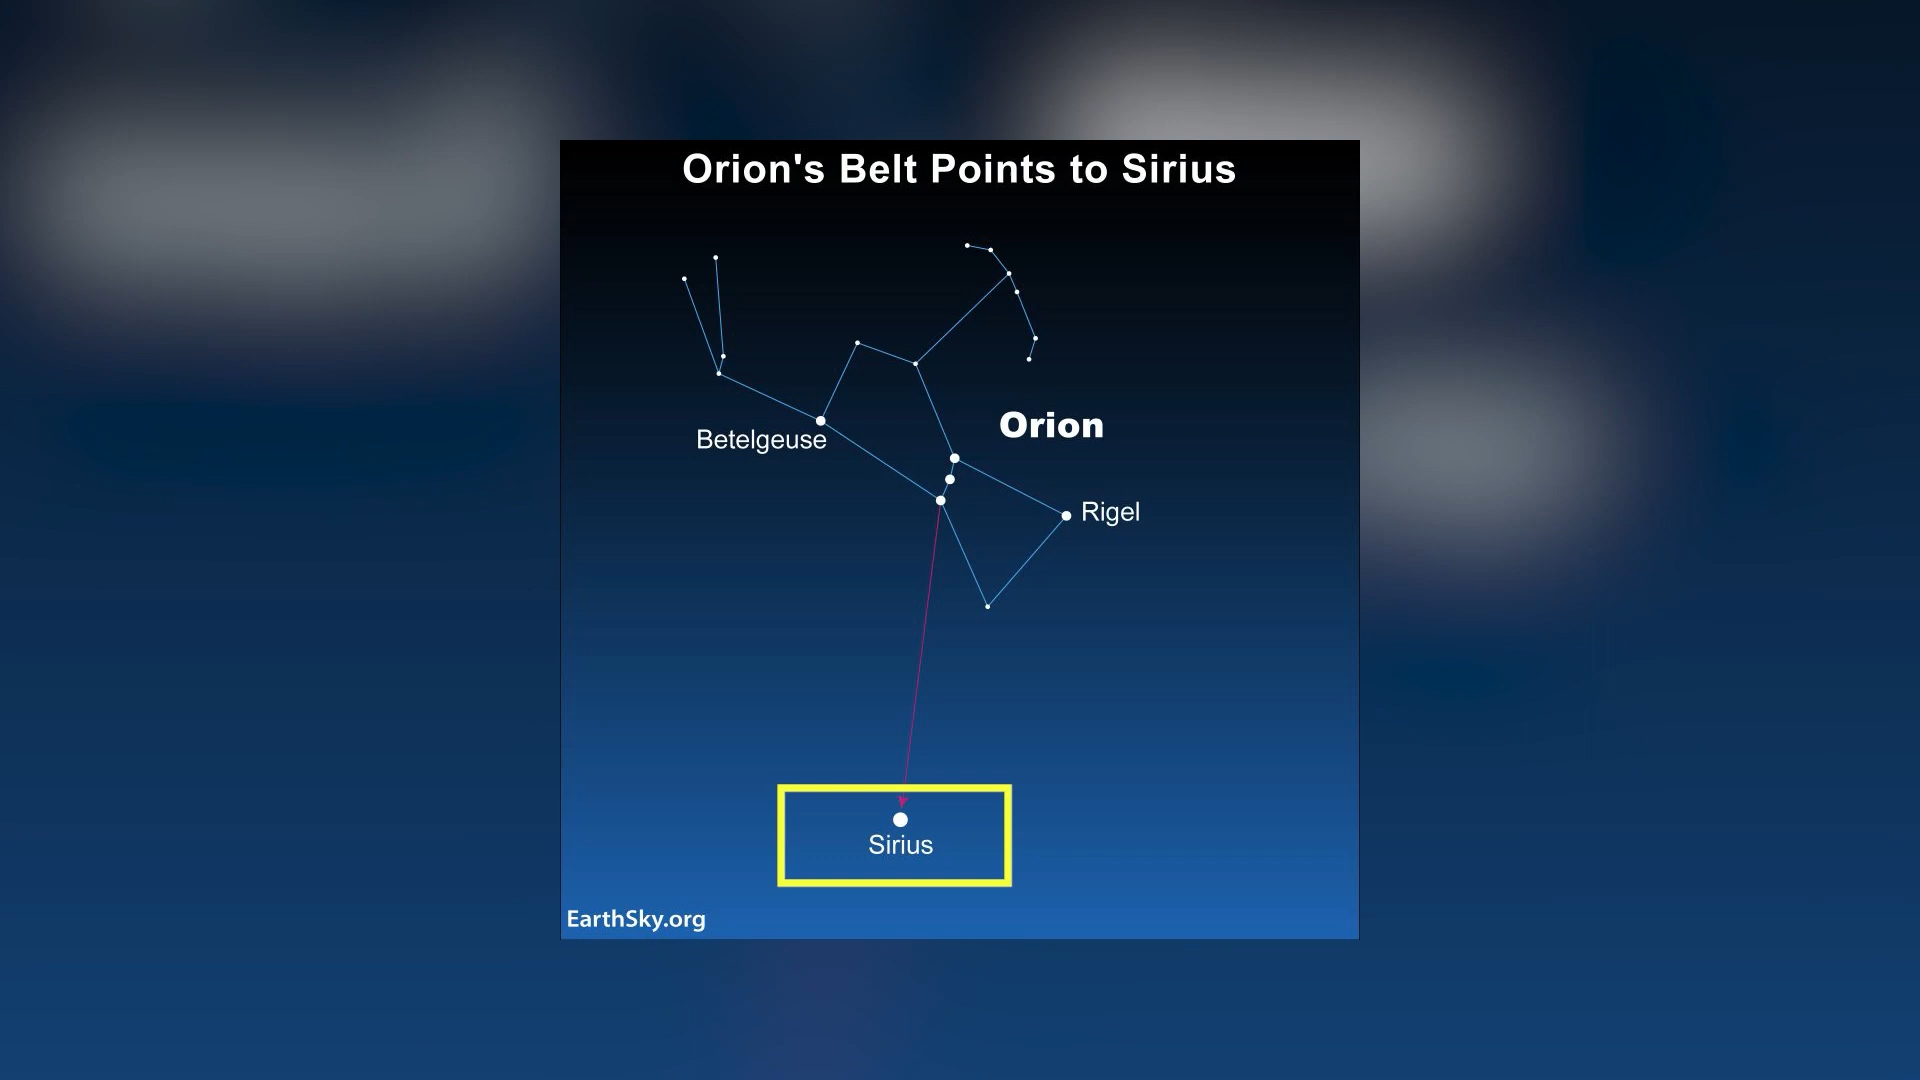 Orion's Belt Points to Sirius
Orion
Betelgeuse
Rigel
Sirius
EarthSky.org